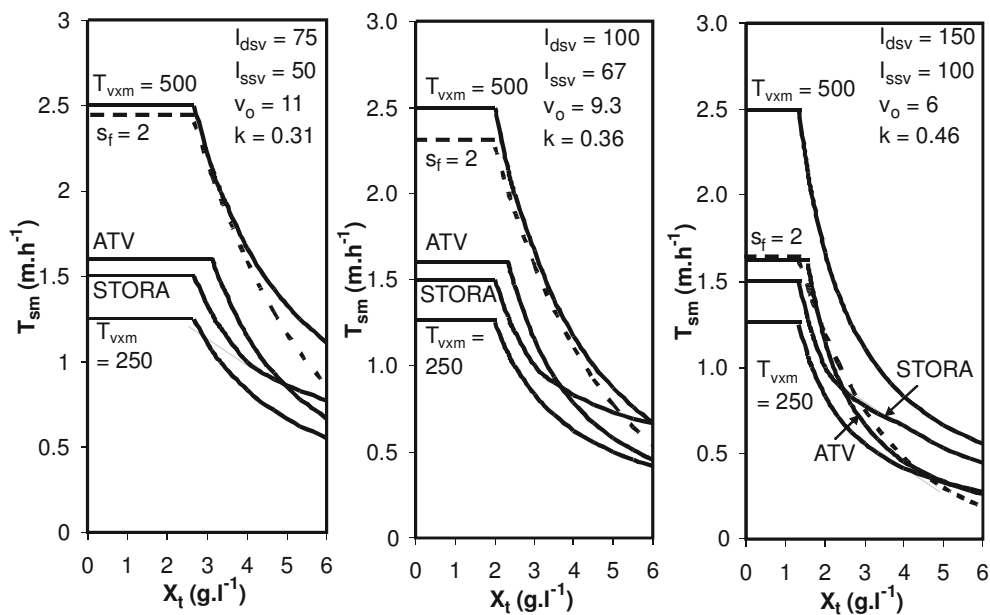 3
2.5
2
1.5
1
0.5
0
T_sm (m.h⁻¹)
I_dsv = 75
I_ssv = 50
v_o = 11
k = 0.31
T_vxm = 500
s_f = 2
ATV
STORA
T_vxm
= 250
0 1 2 3 4 5 6
X_t (g.l⁻¹)
3.0
2.5
2.0
1.5
1.0
0.5
0.0
T_sm (m.h⁻¹)
I_dsv = 100
I_ssv = 67
v_o = 9.3
k = 0.36
T_vxm = 500
s_f = 2
ATV
STORA
T_vxm =
250
0 1 2 3 4 5 6
X_t (g.l⁻¹)
3.0
2.5
2.0
1.5
1.0
0.5
0.0
T_sm (m.h⁻¹)
I_dsv = 150
I_ssv = 100
v_o = 6
k = 0.46
T_vxm = 500
s_f = 2
STORA
T_vxm
= 250
ATV
0 1 2 3 4 5 6
X_t (g.l⁻¹)